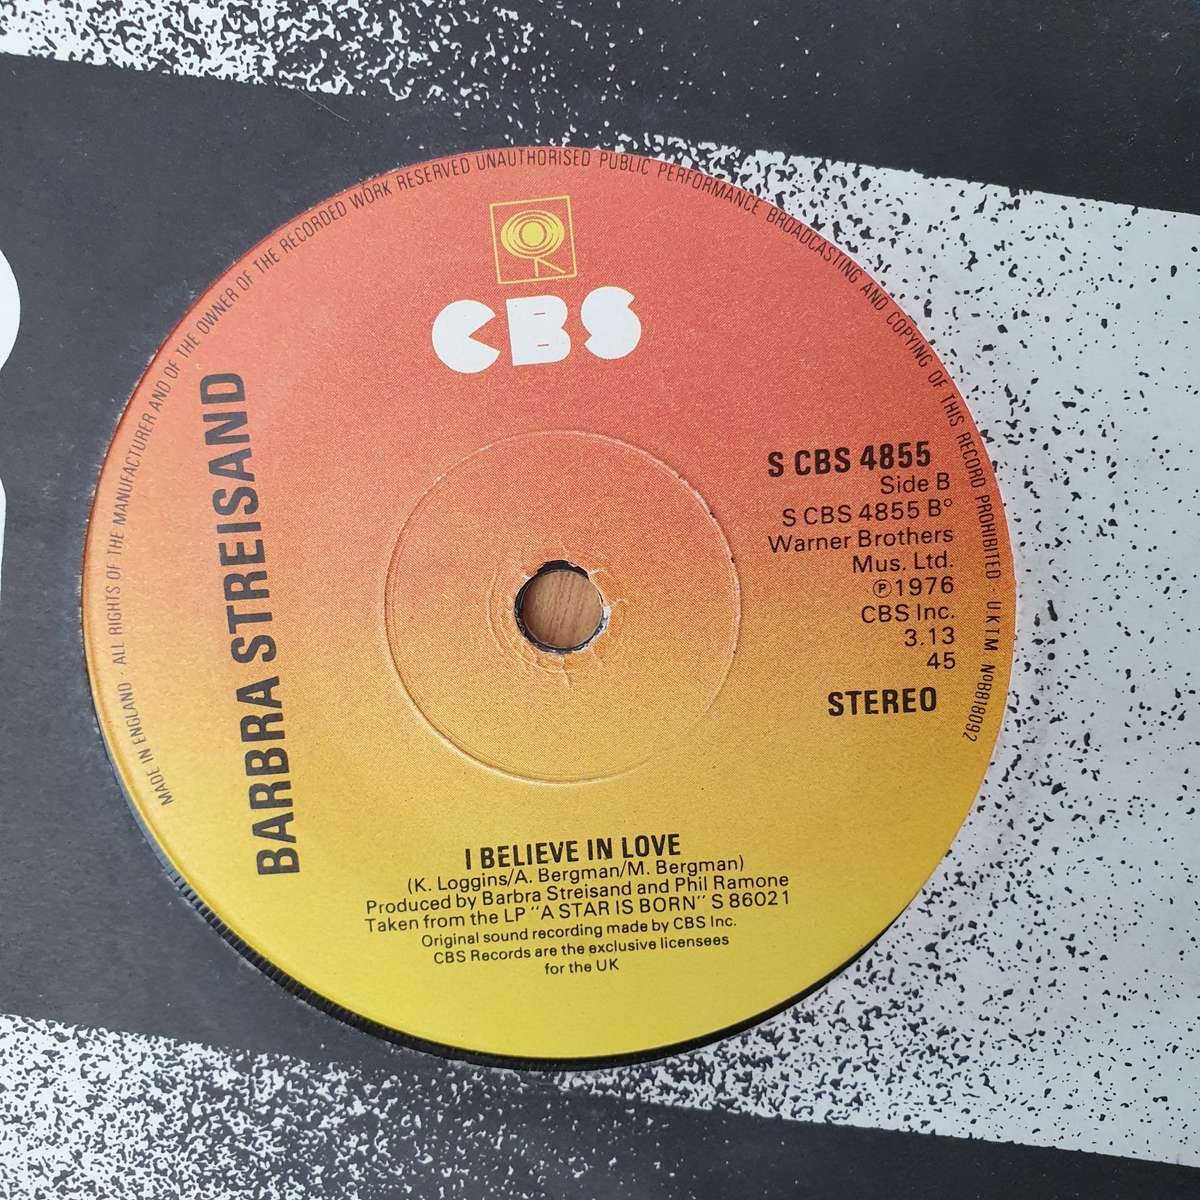 MADE IN ENGLAND · ALL RIGHTS OF THE MANUFACTURER AND OF THE OWNER OF THE RECORDED WORK RESERVED UNAUTHORISED PUBLIC PERFORMANCE BROADCASTING AND COPYING OF THIS RECORD PROHIBITED · U K T M NºB818092
CBS
BARBRA STREISAND
S CBS 4855
Side B
S CBS 4855 B°
Warner Brothers
Mus. Ltd.
℗1976
CBS Inc.
3.13
45
STEREO
I BELIEVE IN LOVE
(K. Loggins/A. Bergman/M. Bergman)
Produced by Barbra Streisand and Phil Ramone
Taken from the LP "A STAR IS BORN" S 86021
Original sound recording made by CBS Inc.
CBS Records are the exclusive licensees
for the UK